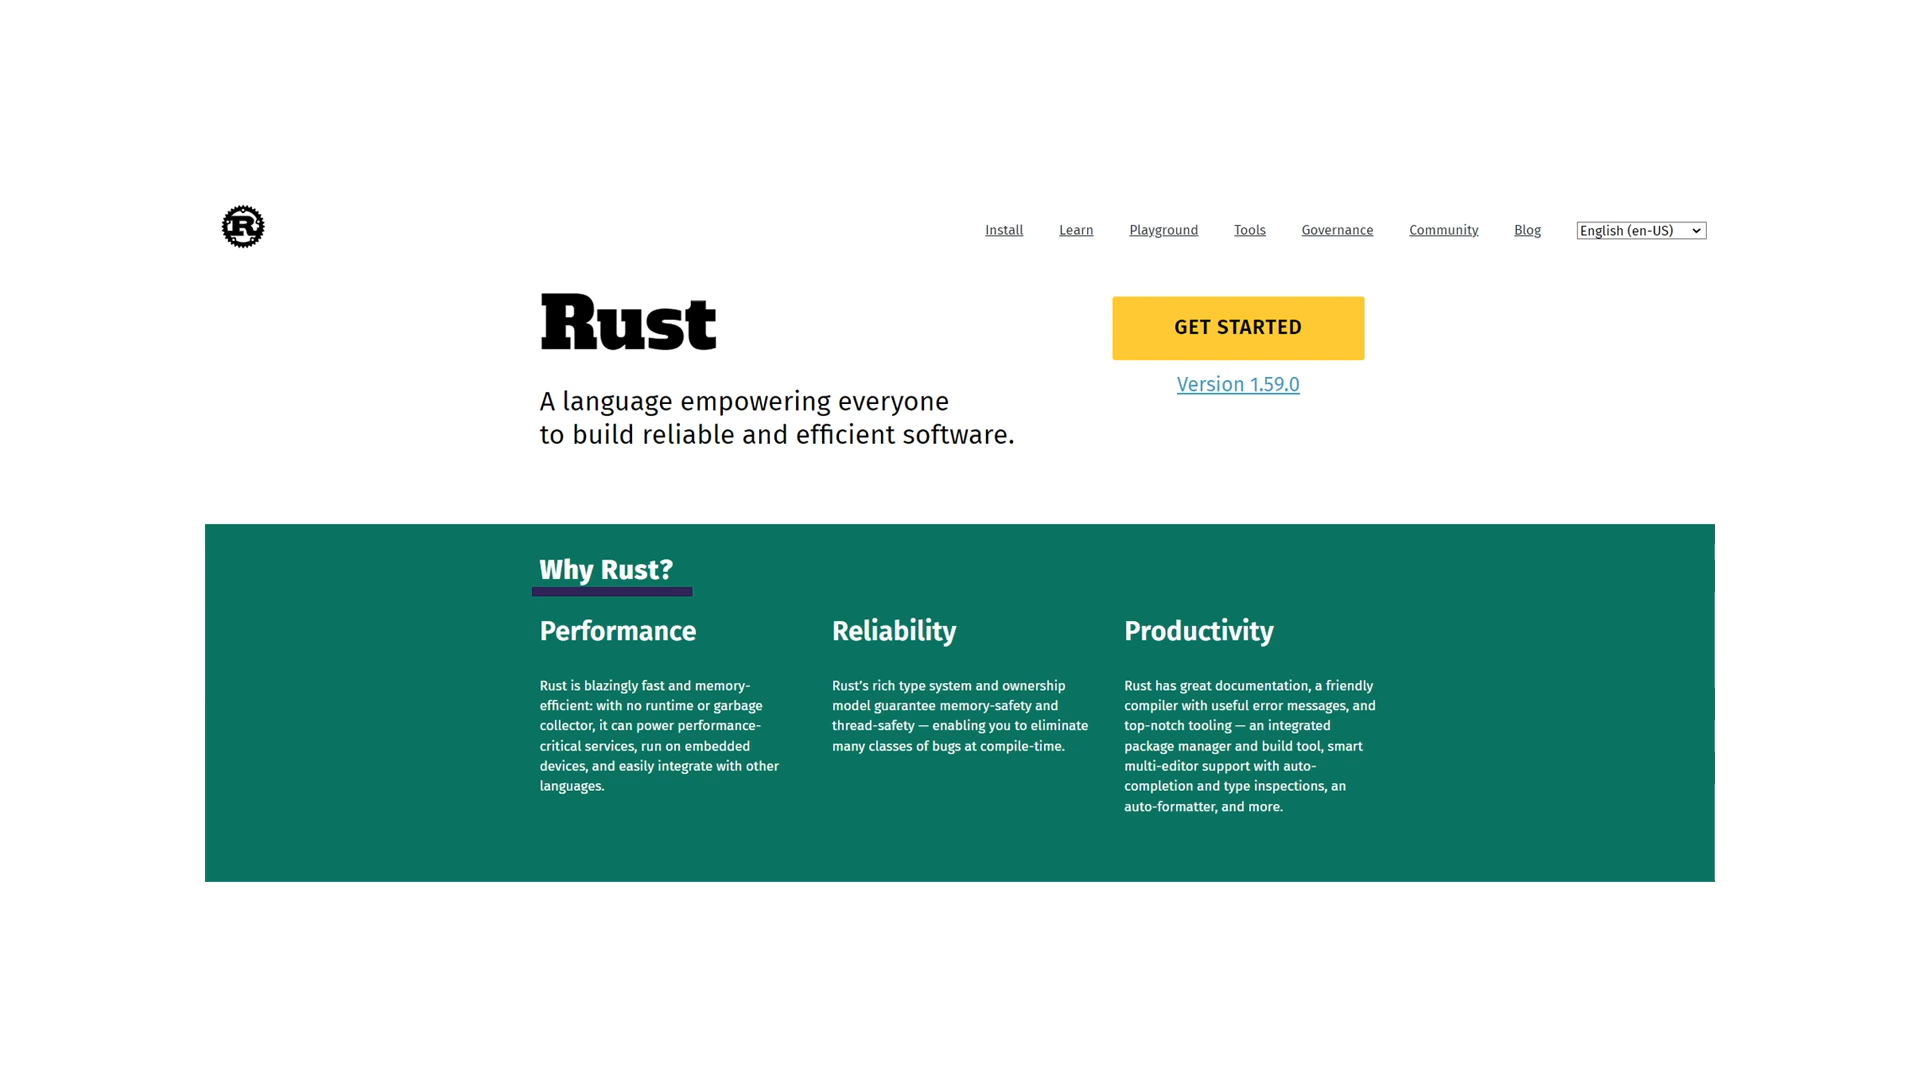 R
Install Learn Playground Tools Governance Community Blog English (en-US)
Rust
A language empowering everyone
to build reliable and efficient software.
GET STARTED
Version 1.59.0
Why Rust?
Performance
Rust is blazingly fast and memory-
efficient: with no runtime or garbage
collector, it can power performance-
critical services, run on embedded
devices, and easily integrate with other
languages.
Reliability
Rust’s rich type system and ownership
model guarantee memory-safety and
thread-safety — enabling you to eliminate
many classes of bugs at compile-time.
Productivity
Rust has great documentation, a friendly
compiler with useful error messages, and
top-notch tooling — an integrated
package manager and build tool, smart
multi-editor support with auto-
completion and type inspections, an
auto-formatter, and more.